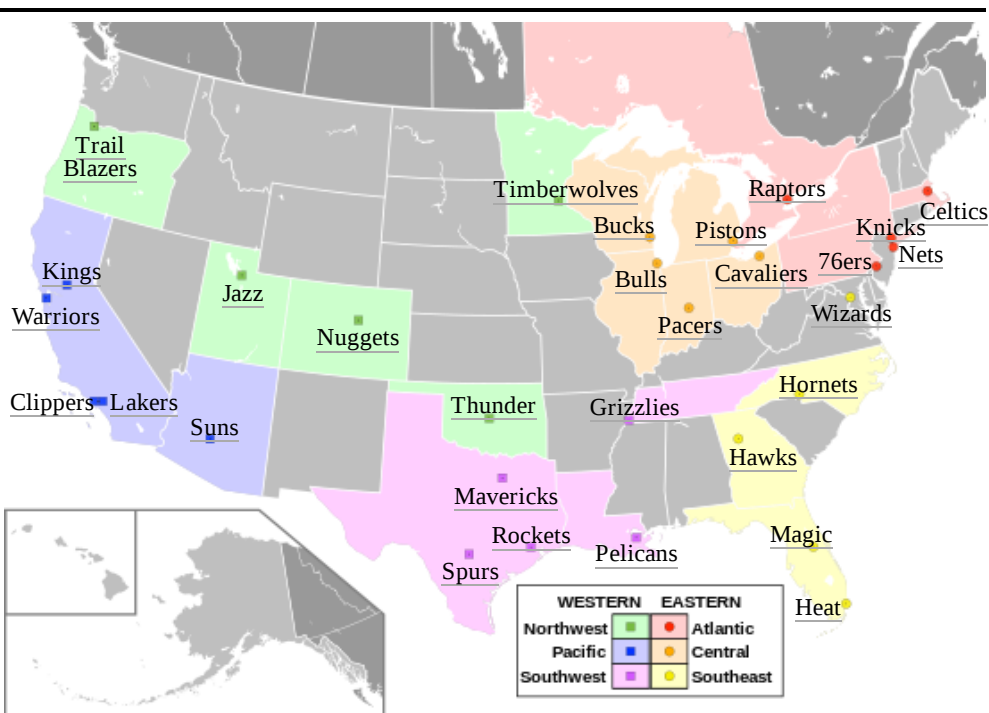 Trail
Blazers
Timberwolves
Raptors
Celtics
Bucks
Pistons
Knicks
Nets
Kings
Jazz
Bulls
Cavaliers
76ers
Warriors
Nuggets
Pacers
Wizards
Clippers
Lakers
Suns
Thunder
Grizzlies
Hornets
Hawks
Mavericks
Rockets
Pelicans
Magic
Spurs
Heat
WESTERN EASTERN
Northwest Atlantic
Pacific Central
Southwest Southeast